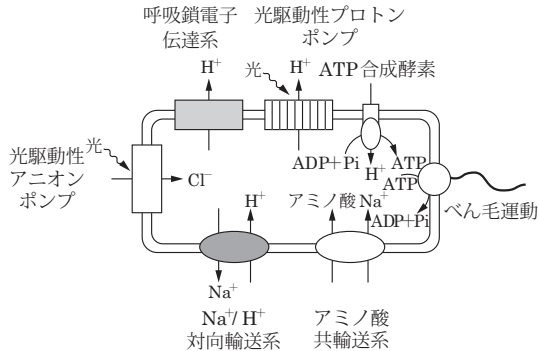 呼吸鎖電子
伝達系
光駆動性プロトン
ポンプ
H⁺
光
H⁺
ATP合成酵素
光駆動性
アニオン
ポンプ
光
Cl⁻
ADP+Pi
H⁺
ATP
ATP
ADP+Pi
べん毛運動
H⁺
アミノ酸
Na⁺
Na⁺
Na⁺/H⁺
対向輸送系
アミノ酸
共輸送系